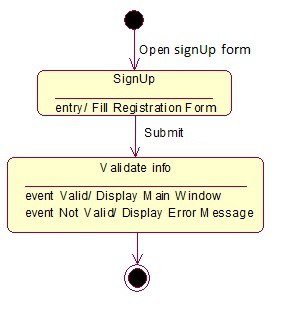 Open signUp form
SignUp
entry/ Fill Registration Form
Submit
Validate info
event Valid/ Display Main Window
event Not Valid/ Display Error Message